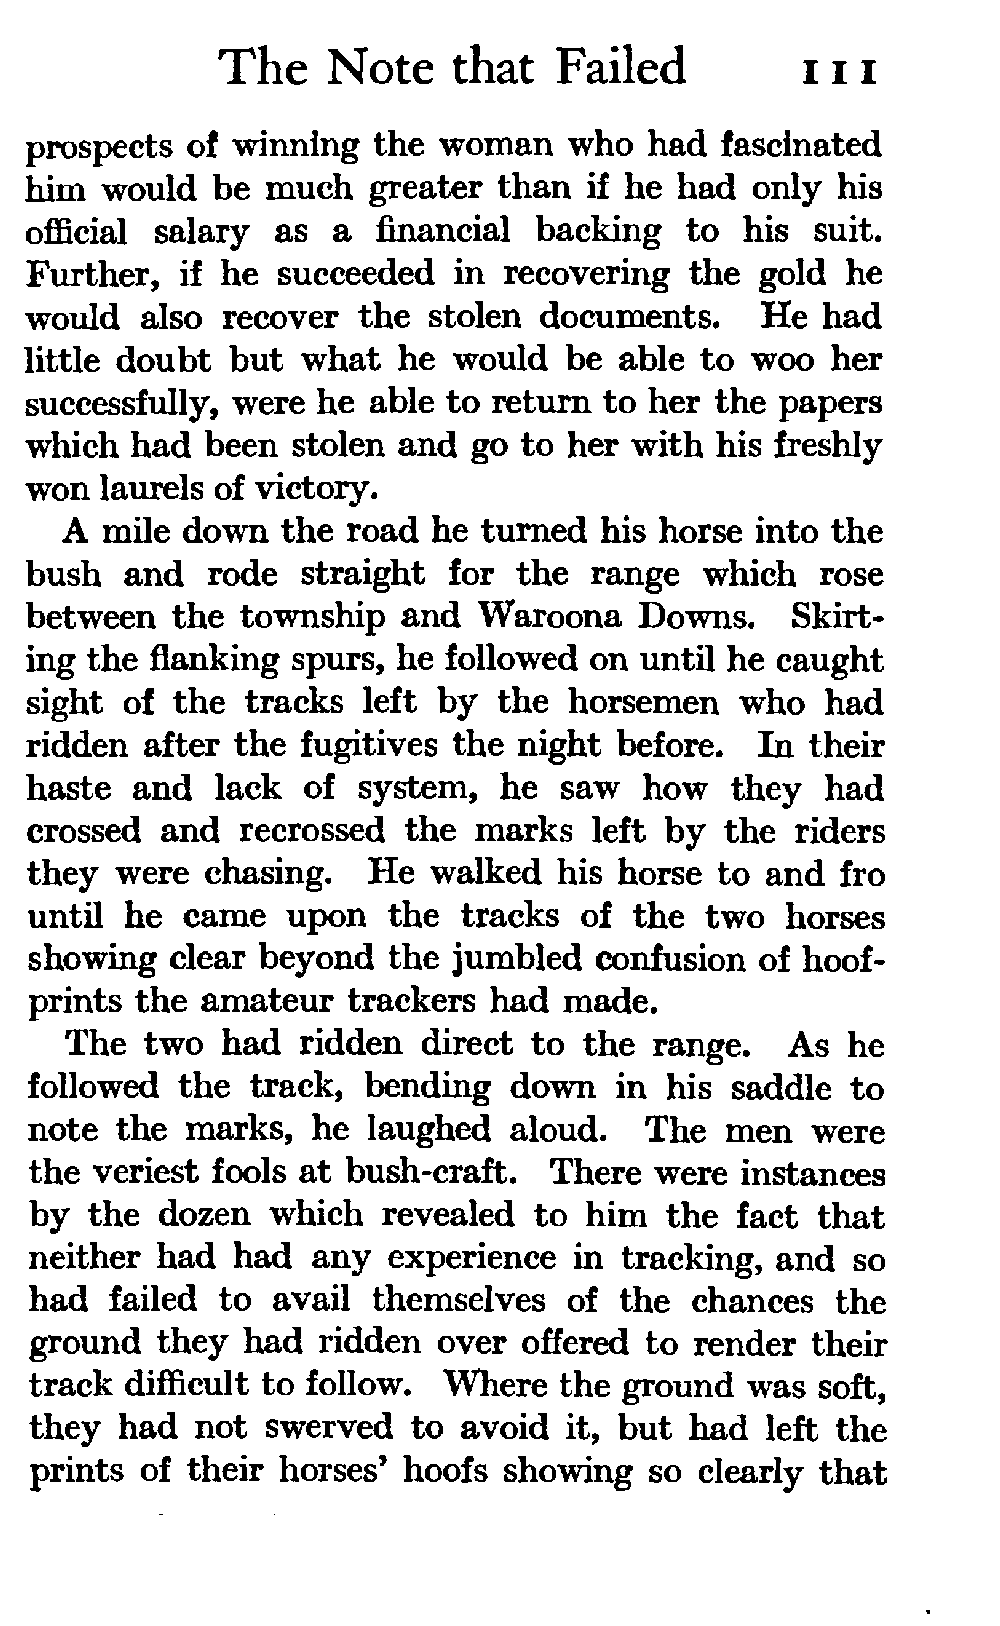 The Note that Failed 111
prospects of winning the woman who had fascinated
him would be much greater than if he had only his
official salary as a financial backing to his suit.
Further, if he succeeded in recovering the gold he
would also recover the stolen documents. He had
little doubt but what he would be able to woo her
successfully, were he able to return to her the papers
which had been stolen and go to her with his freshly
won laurels of victory.
A mile down the road he turned his horse into the
bush and rode straight for the range which rose
between the township and Waroona Downs. Skirt-
ing the flanking spurs, he followed on until he caught
sight of the tracks left by the horsemen who had
ridden after the fugitives the night before. In their
haste and lack of system, he saw how they had
crossed and recrossed the marks left by the riders
they were chasing. He walked his horse to and fro
until he came upon the tracks of the two horses
showing clear beyond the jumbled confusion of hoof-
prints the amateur trackers had made.
The two had ridden direct to the range. As he
followed the track, bending down in his saddle to
note the marks, he laughed aloud. The men were
the veriest fools at bush-craft. There were instances
by the dozen which revealed to him the fact that
neither had had any experience in tracking, and so
had failed to avail themselves of the chances the
ground they had ridden over offered to render their
track difficult to follow. Where the ground was soft,
they had not swerved to avoid it, but had left the
prints of their horses' hoofs showing so clearly that